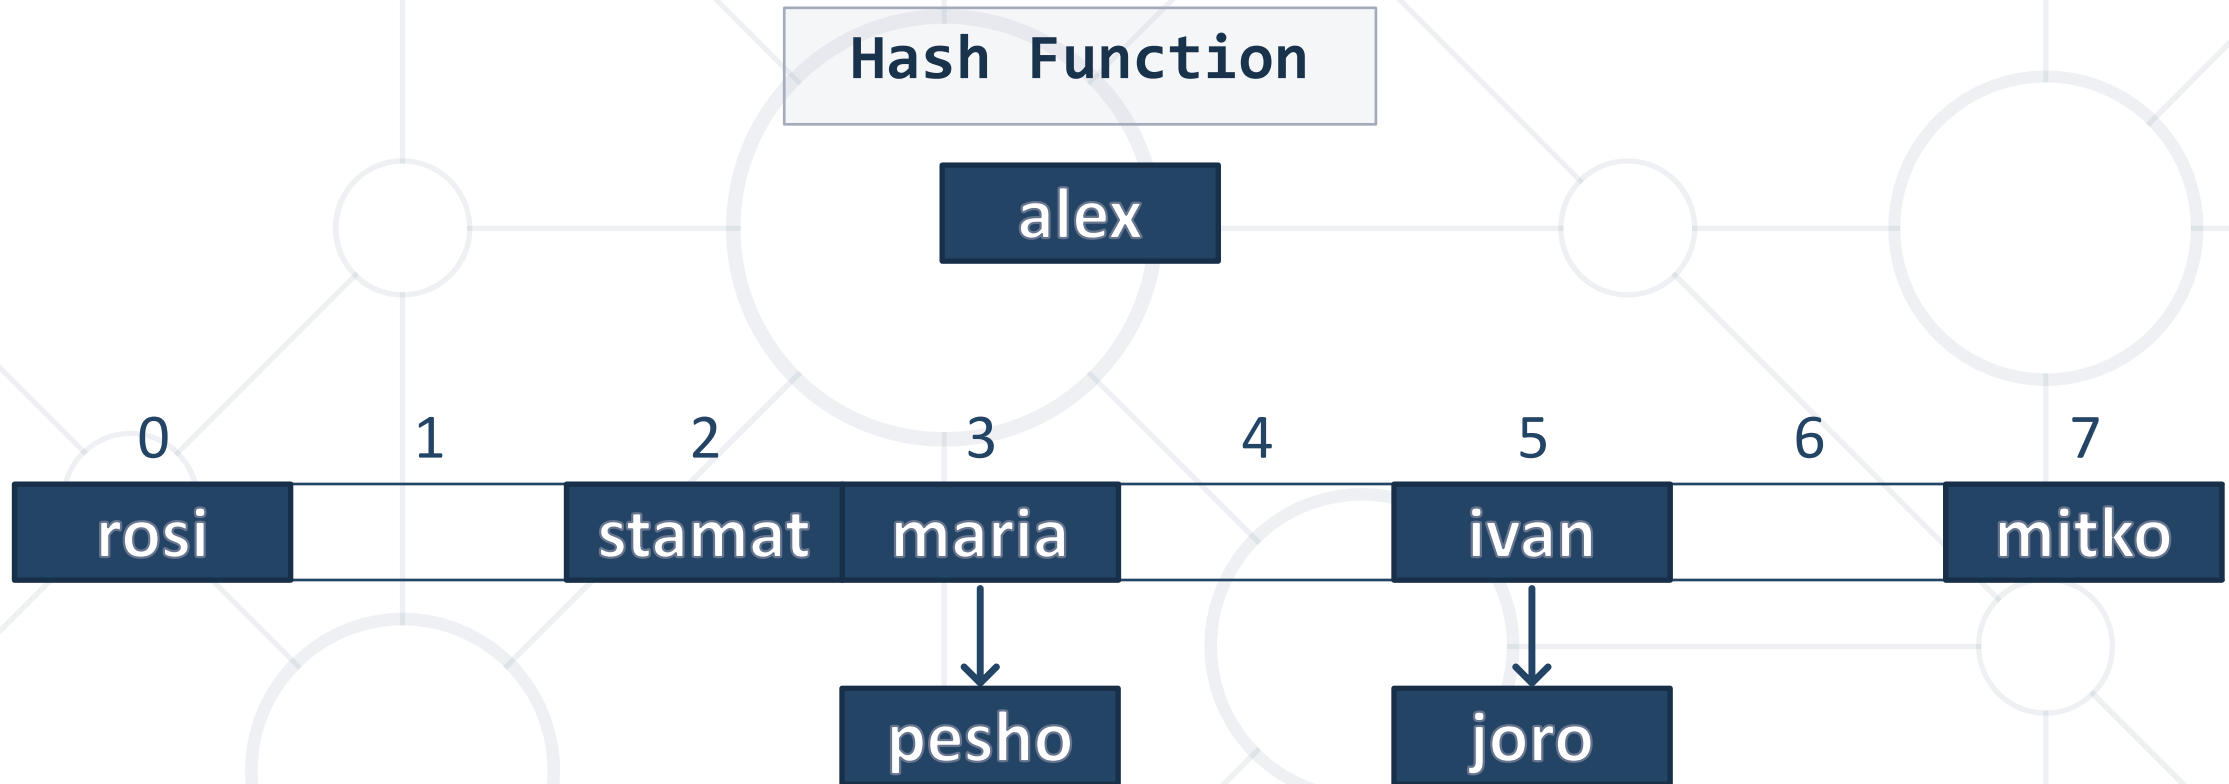 Hash Function
alex
0 1 2 3 4 5 6 7
rosi stamat maria ivan mitko
pesho joro